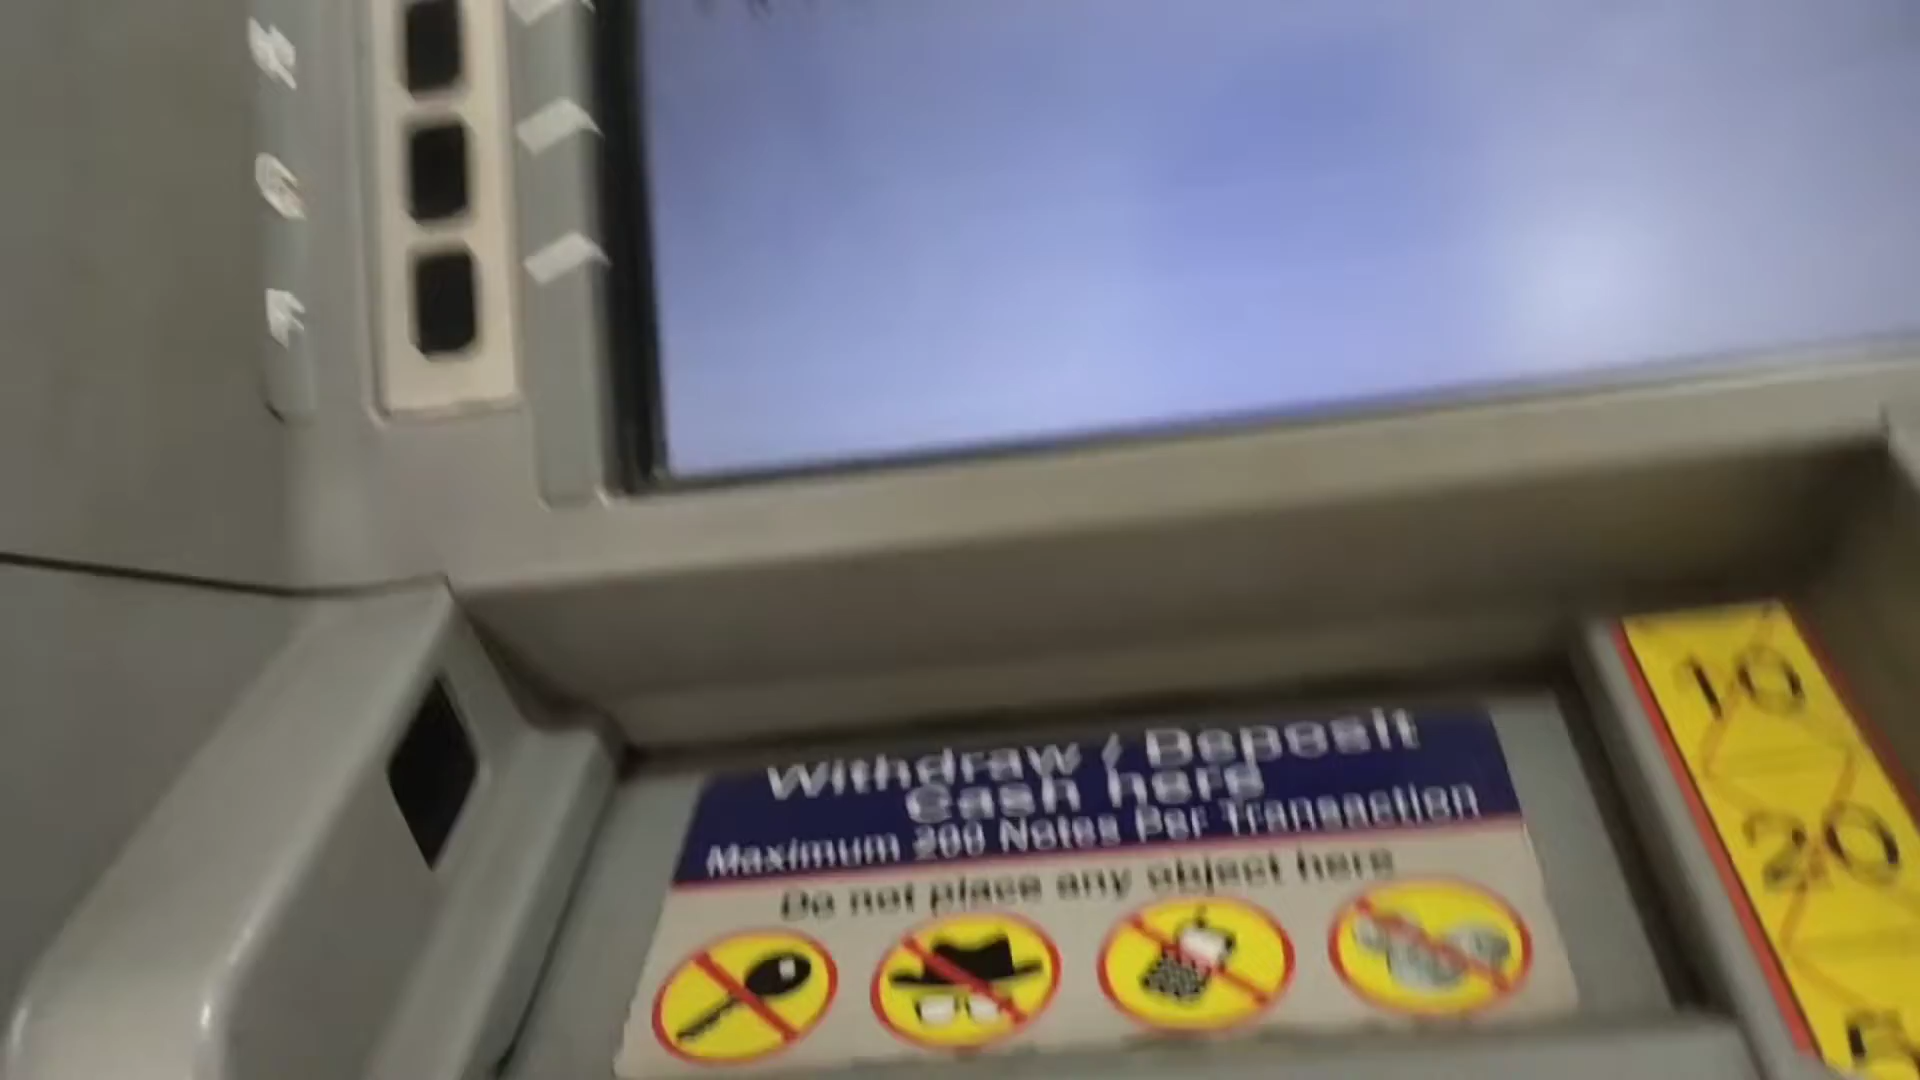 Withdraw / Deposit
Cash here
Maximum 200 Notes Per Transaction
Do not place any object here
10
20